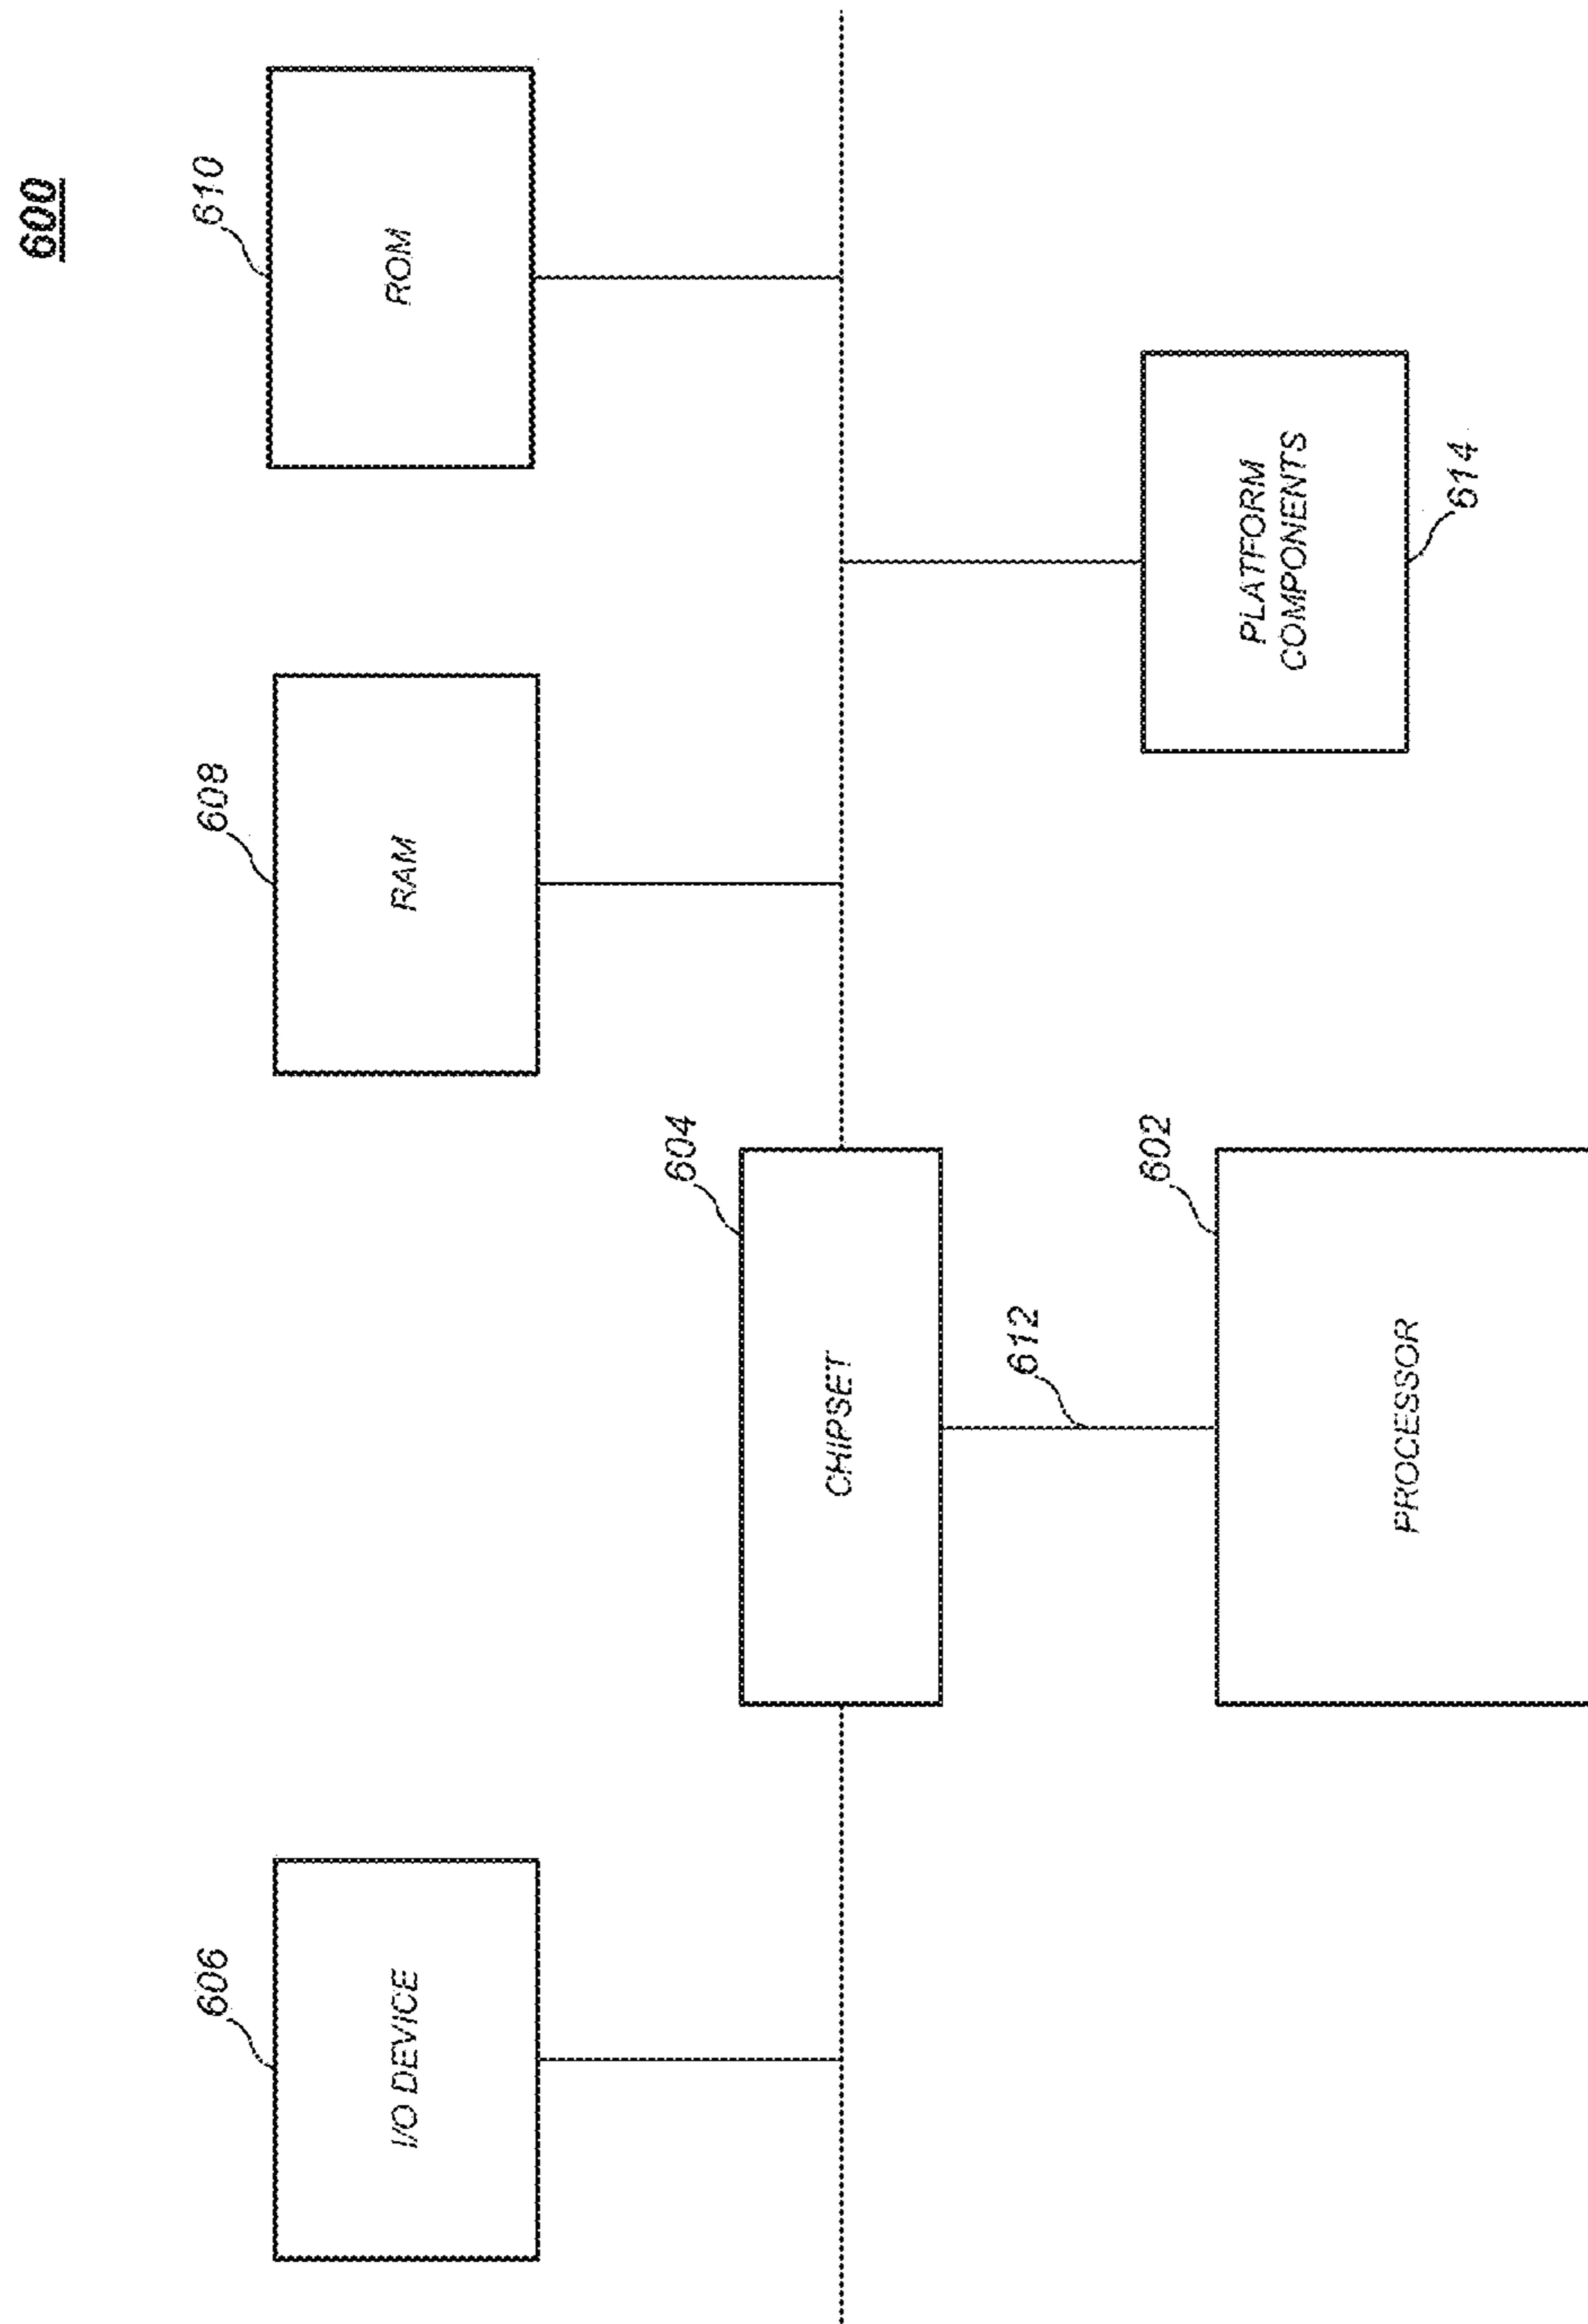 600
606
I/O DEVICE
608
RAM
610
ROM
604
CHIPSET
612
602
PROCESSOR
PLATFORM
COMPONENTS
614